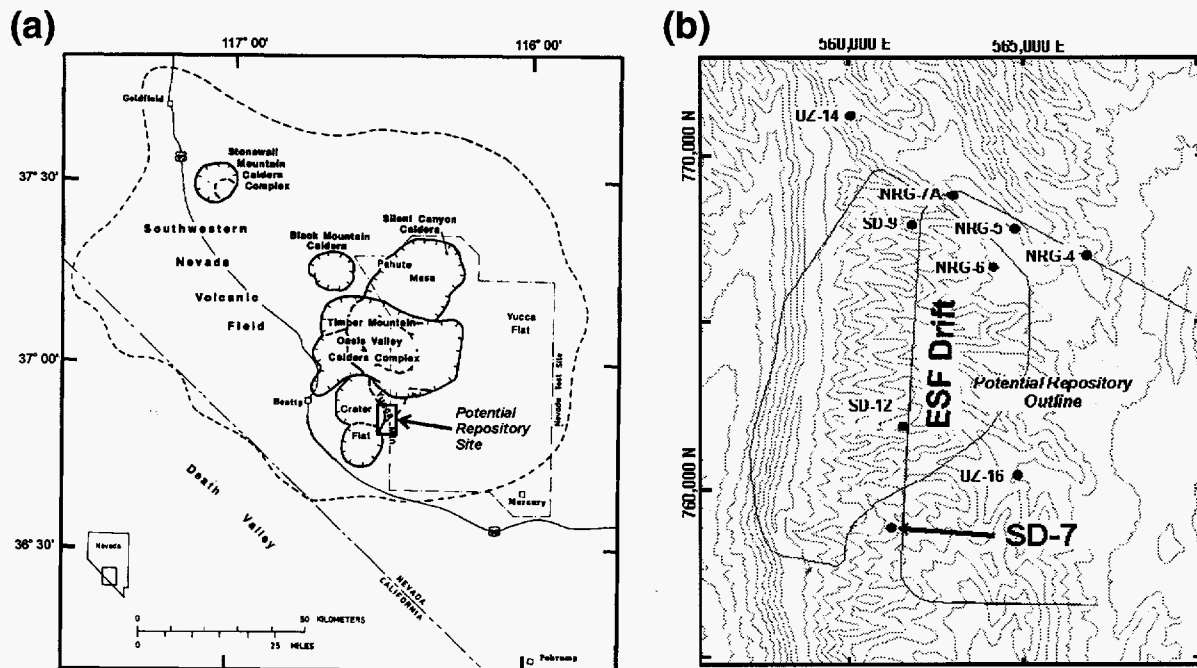 (a)
117° 00'
116° 00'
Goldfield
Stonewall
Mountain
Caldera
Complex
37° 30'
Southwestern
Nevada
Volcanic
Field
Black Mountain
Caldera
Silent Canyon
Caldera
Pahute
Mesa
Timber Mountain
Oasis Valley
Caldera Complex
Yucca
Flat
Nevada Test Site
37° 00'
Beatty
Crater
Flat
Potential
Repository
Site
Mercury
Death
Valley
36° 30'
Nevada
NEVADA
CALIFORNIA
0 50 KILOMETERS
0 25 MILES
Pahrump
(b)
560,000 E
565,000 E
770,000 N
760,000 N
UZ-14
NRG-7A
SD-9
NRG-5
NRG-4
NRG-6
ESF Drift
Potential Repository
Outline
SD-12
UZ-16
SD-7